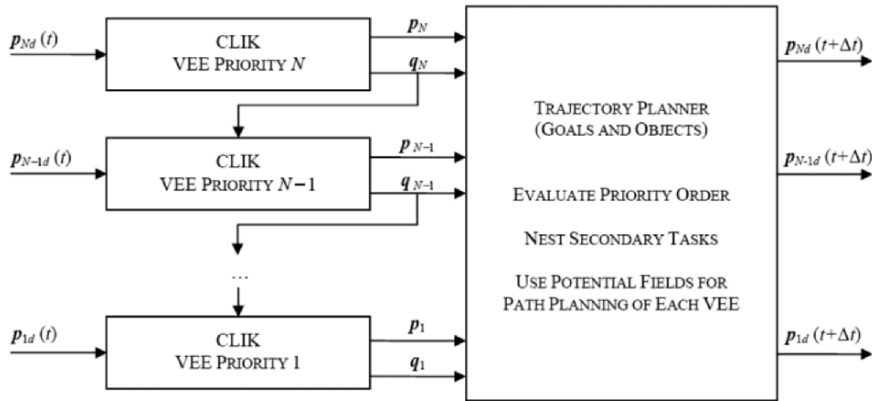 p_Nd (t)
CLIK
VEE PRIORITY N
p_N
q_N
p_N-1d (t)
CLIK
VEE PRIORITY N−1
p_N-1
q_N-1
...
p_1d (t)
CLIK
VEE PRIORITY 1
p_1
q_1
TRAJECTORY PLANNER
(GOALS AND OBJECTS)
EVALUATE PRIORITY ORDER
NEST SECONDARY TASKS
USE POTENTIAL FIELDS FOR
PATH PLANNING OF EACH VEE
p_Nd (t+Δt)
p_N-1d (t+Δt)
p_1d (t+Δt)